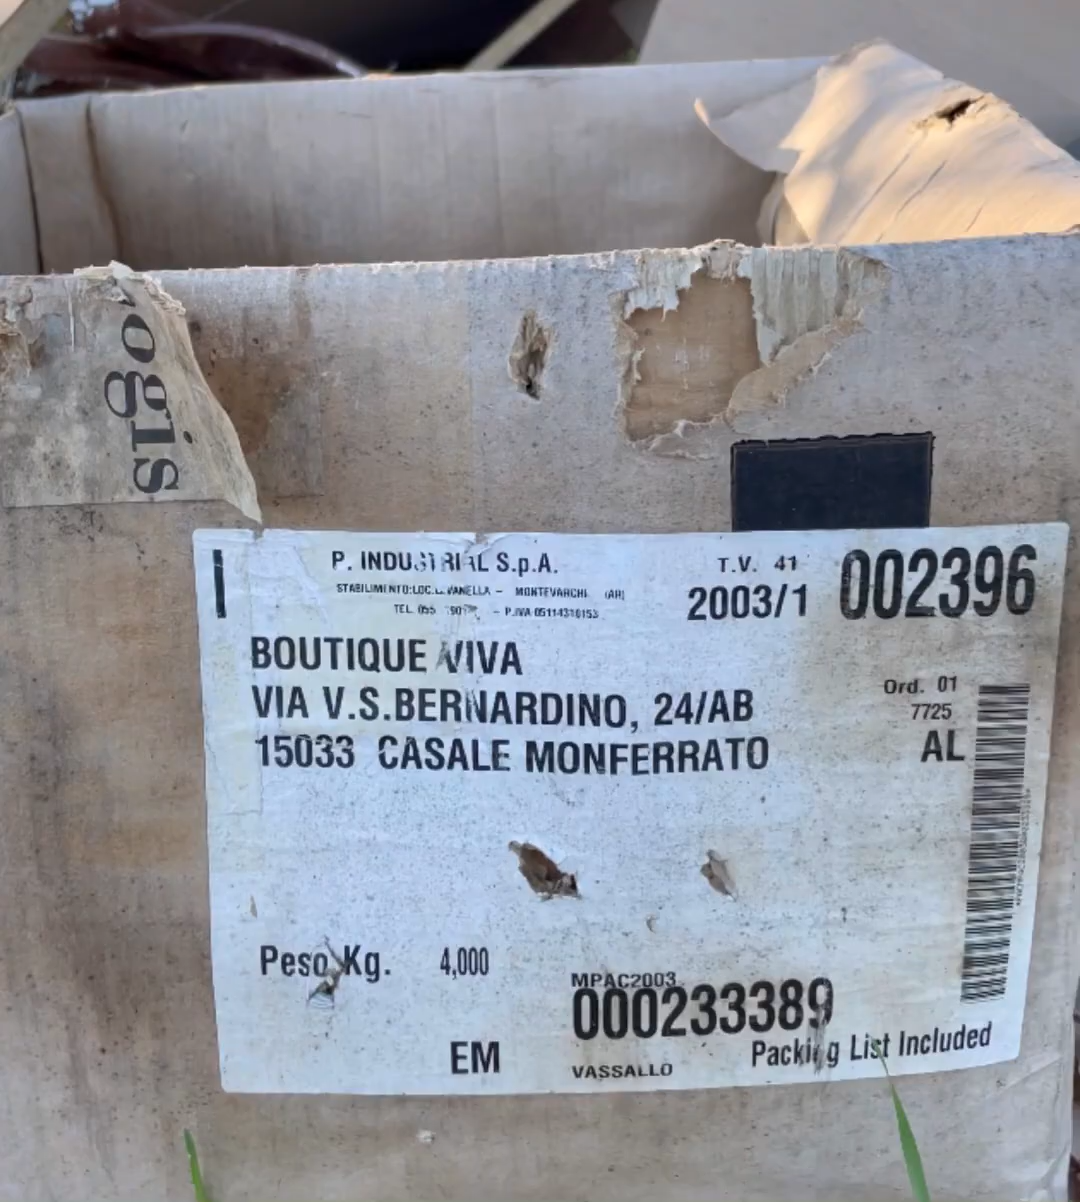 ogis
P. INDUSTRIAL S.p.A.
STABILIMENTO:LOC. VANELLA - MONTEVARCHI (AR)
TEL. 055 - P.IVA 05114310153
T.V. 41
2003/1 002396
BOUTIQUE VIVA
VIA V.S.BERNARDINO, 24/AB
15033 CASALE MONFERRATO
Ord. 01
7725
AL
Peso Kg. 4,000
MPAC2003
000233389
EM
VASSALLO
Packing List Included